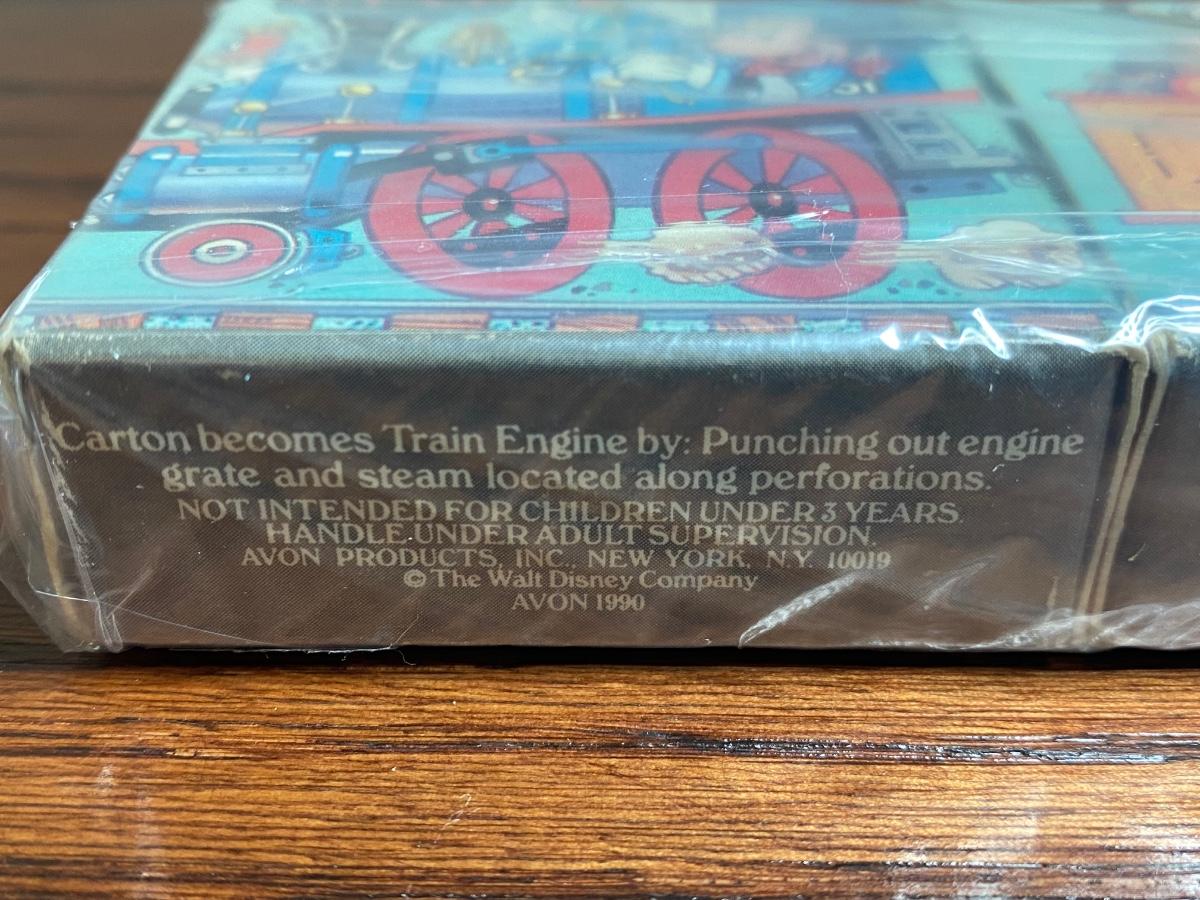 Carton becomes Train Engine by: Punching out engine
grate and steam located along perforations.
NOT INTENDED FOR CHILDREN UNDER 3 YEARS.
HANDLE UNDER ADULT SUPERVISION.
AVON PRODUCTS, INC., NEW YORK, N.Y. 10019
© The Walt Disney Company
AVON 1990